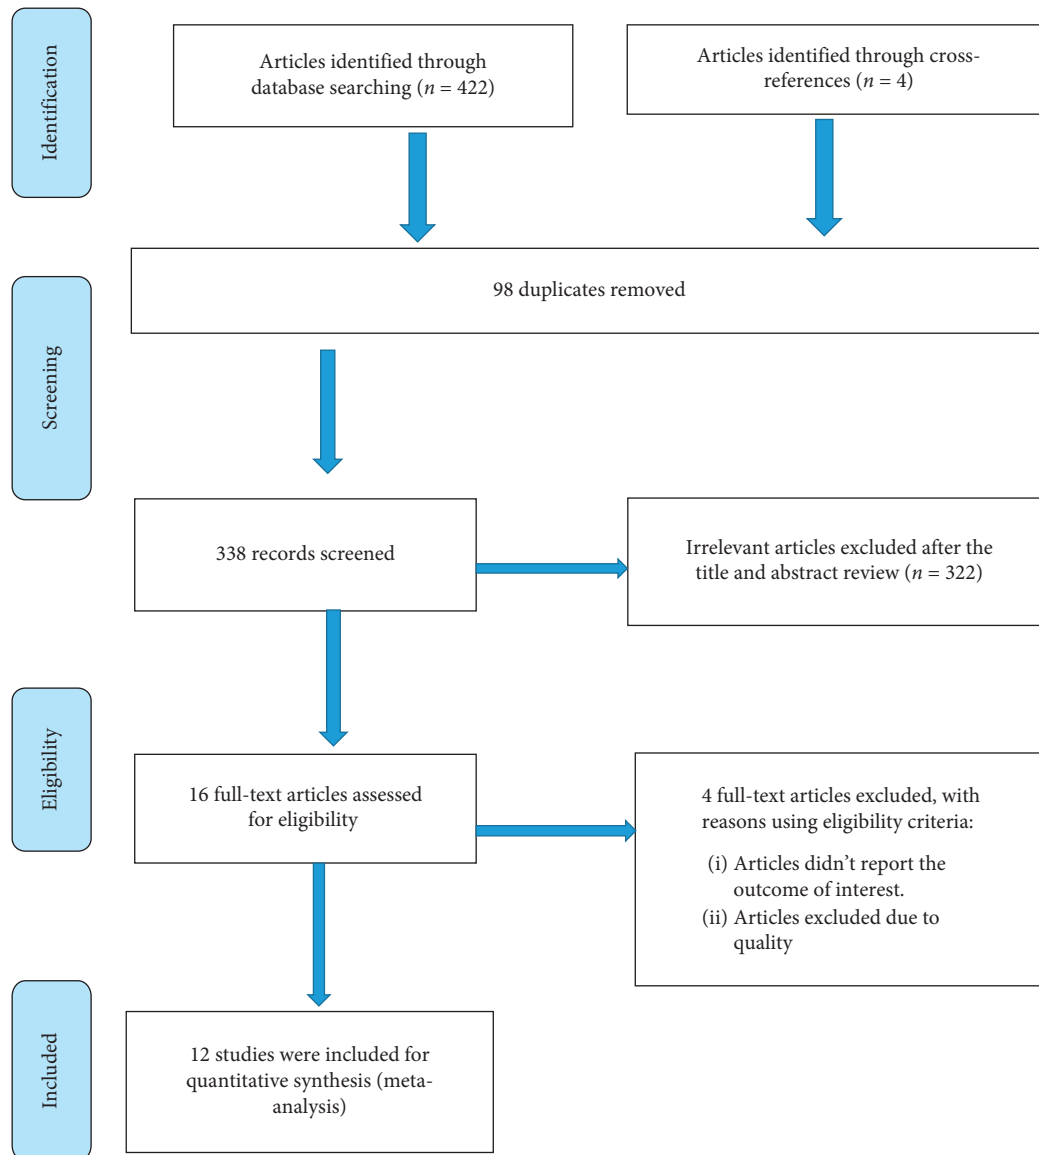 Identification
Articles identified through
database searching (n = 422)
Articles identified through cross-
references (n = 4)
Screening
98 duplicates removed
338 records screened
Irrelevant articles excluded after the
title and abstract review (n = 322)
Eligibility
16 full-text articles assessed
for eligibility
4 full-text articles excluded, with
reasons using eligibility criteria:
(i) Articles didn't report the
outcome of interest.
(ii) Articles excluded due to
quality
Included
12 studies were included for
quantitative synthesis (meta-
analysis)